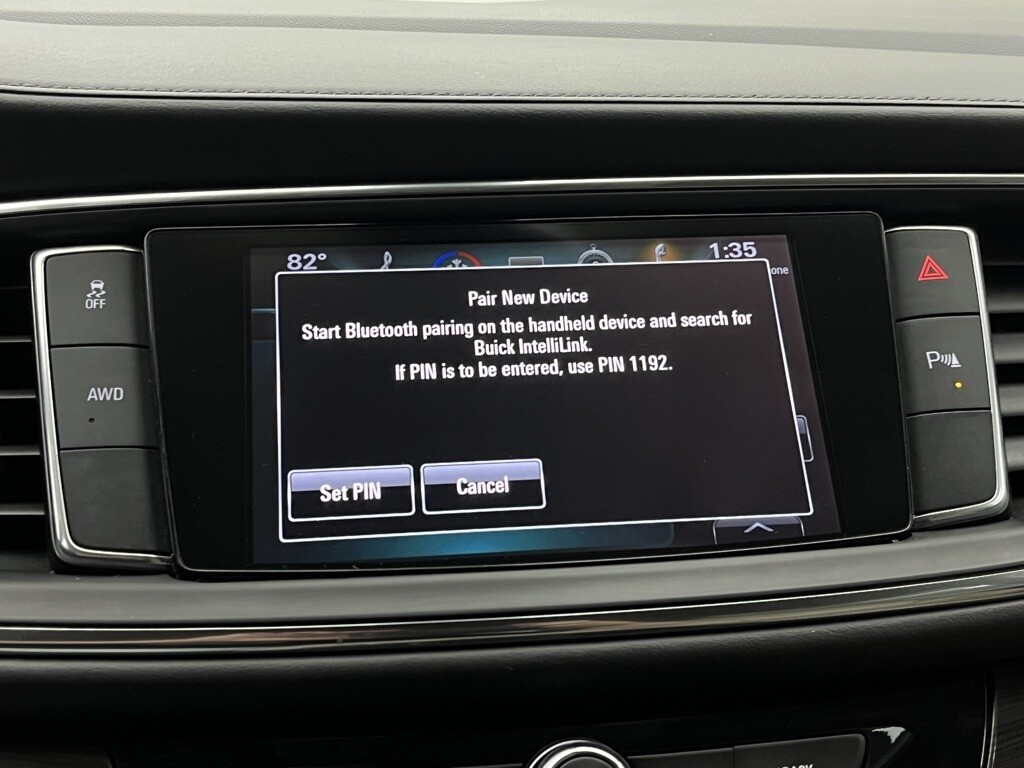 82°
1:35
one
Pair New Device
Start Bluetooth pairing on the handheld device and search for
Buick IntelliLink.
If PIN is to be entered, use PIN 1192.
Set PIN
Cancel
OFF
AWD
P